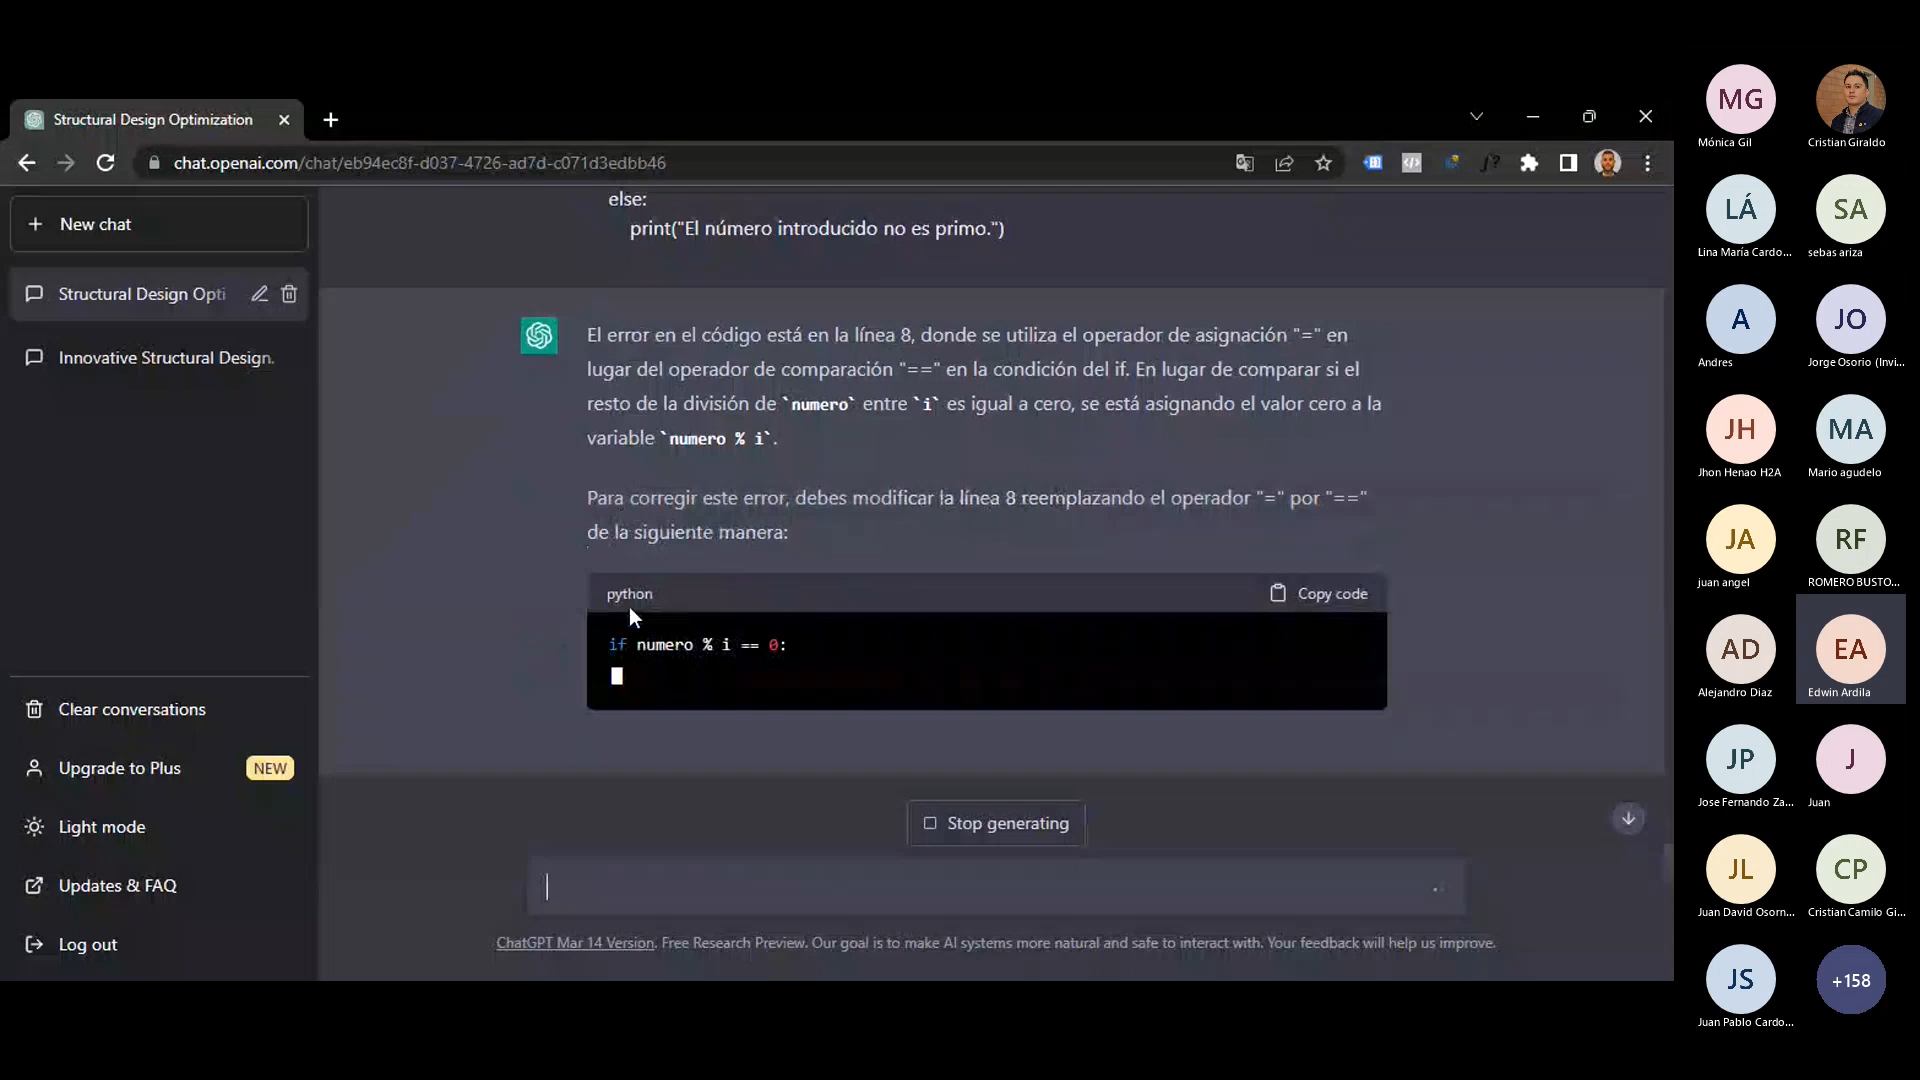 Structural Design Optimization
chat.openai.com/chat/eb94ec8f-d037-4726-ad7d-c071d3edbb46
New chat
Structural Design Opti
Innovative Structural Design.
Clear conversations
Upgrade to Plus
NEW
Light mode
Updates & FAQ
Log out
else:
print("El número introducido no es primo.")
El error en el código está en la línea 8, donde se utiliza el operador de asignación "=" en
lugar del operador de comparación "==" en la condición del if. En lugar de comparar si el
resto de la división de `numero` entre `i` es igual a cero, se está asignando el valor cero a la
variable `numero % i`.
Para corregir este error, debes modificar la línea 8 reemplazando el operador "=" por "=="
de la siguiente manera:
python
Copy code
if numero % i == 0:
Stop generating
ChatGPT Mar 14 Version. Free Research Preview. Our goal is to make AI systems more natural and safe to interact with. Your feedback will help us improve.
MG
Mónica Gil
Cristian Giraldo
LÁ
Lina María Cardo...
SA
sebas ariza
A
Andres
JO
Jorge Osorio (Invi...
JH
Jhon Henao H2A
MA
Mario agudelo
JA
juan angel
RF
ROMERO BUSTO...
AD
Alejandro Diaz
EA
Edwin Ardila
JP
Jose Fernando Za...
J
Juan
JL
Juan David Osorn...
CP
Cristian Camilo Gi...
JS
Juan Pablo Cardo...
+158